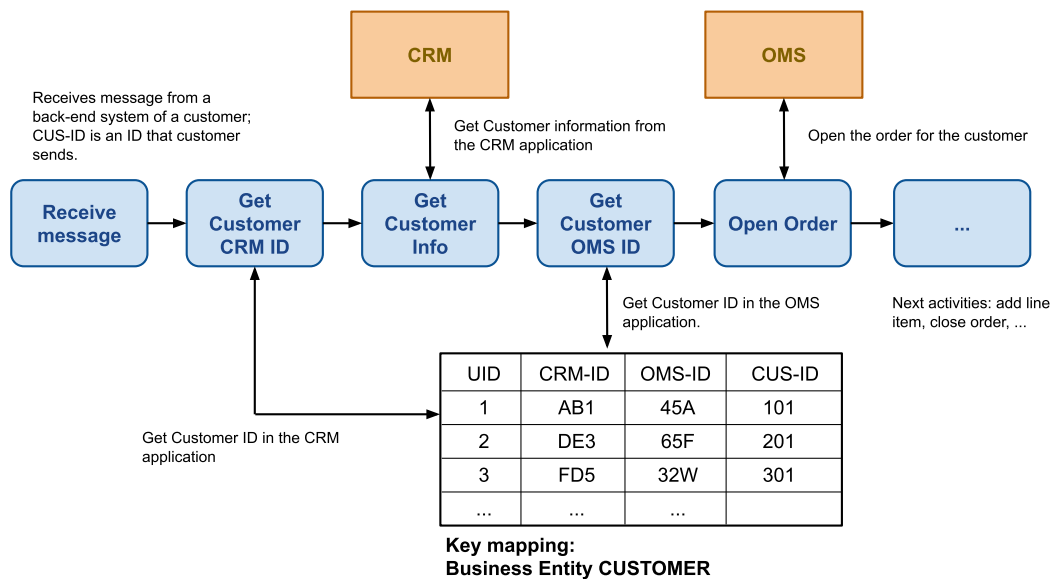 CRM
OMS
Receives message from a
back-end system of a customer;
CUS-ID is an ID that customer
sends.
Get Customer information from
the CRM application
Open the order for the customer
Receive
message
Get
Customer
CRM ID
Get
Customer
Info
Get
Customer
OMS ID
Open Order
...
Get Customer ID in the OMS
application.
Next activities: add line
item, close order, ...
Get Customer ID in the CRM
application
UID CRM-ID OMS-ID CUS-ID
1 AB1 45A 101
2 DE3 65F 201
3 FD5 32W 301
... ... ...
Key mapping:
Business Entity CUSTOMER